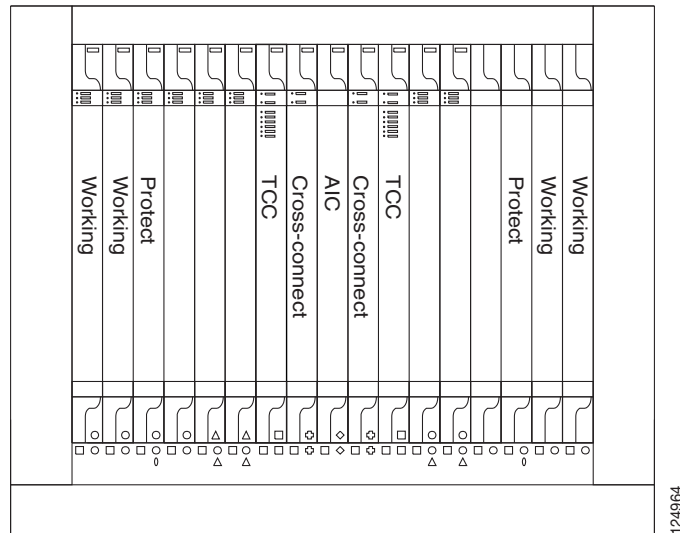 Working
Working
Protect
TCC
Cross-connect
AIC
Cross-connect
TCC
Protect
Working
Working
124964